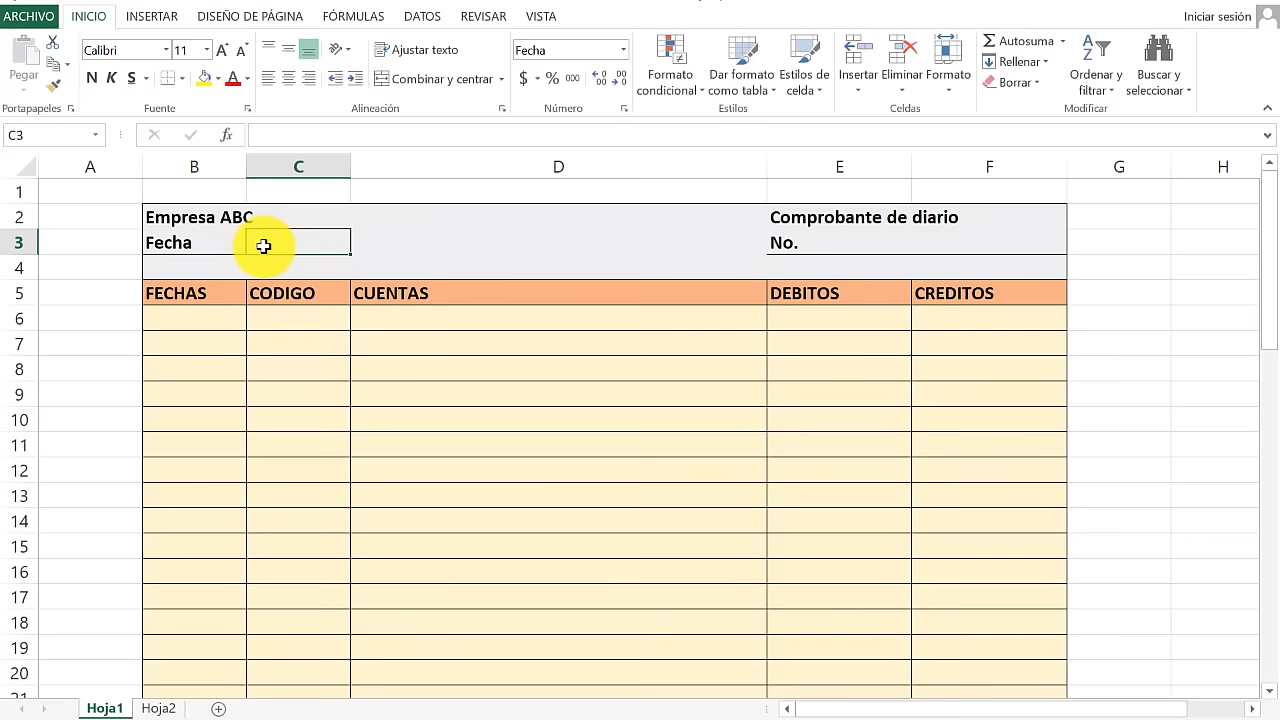 ARCHIVO INICIO INSERTAR DISEÑO DE PÁGINA FÓRMULAS DATOS REVISAR VISTA Iniciar sesión
Pegar
Portapapeles
Calibri 11
N K S
Fuente
Ajustar texto
Combinar y centrar
Alineación
Fecha
$ % 000
Número
Formato condicional
Dar formato como tabla
Estilos de celda
Estilos
Insertar Eliminar Formato
Celdas
Autosuma
Rellenar
Borrar
Ordenar y filtrar
Buscar y seleccionar
Modificar
C3 fx
A B C D E F G H
1
2 Empresa ABC Comprobante de diario
3 Fecha No.
4
5 FECHAS CODIGO CUENTAS DEBITOS CREDITOS
6
7
8
9
10
11
12
13
14
15
16
17
18
19
20
21
Hoja1 Hoja2